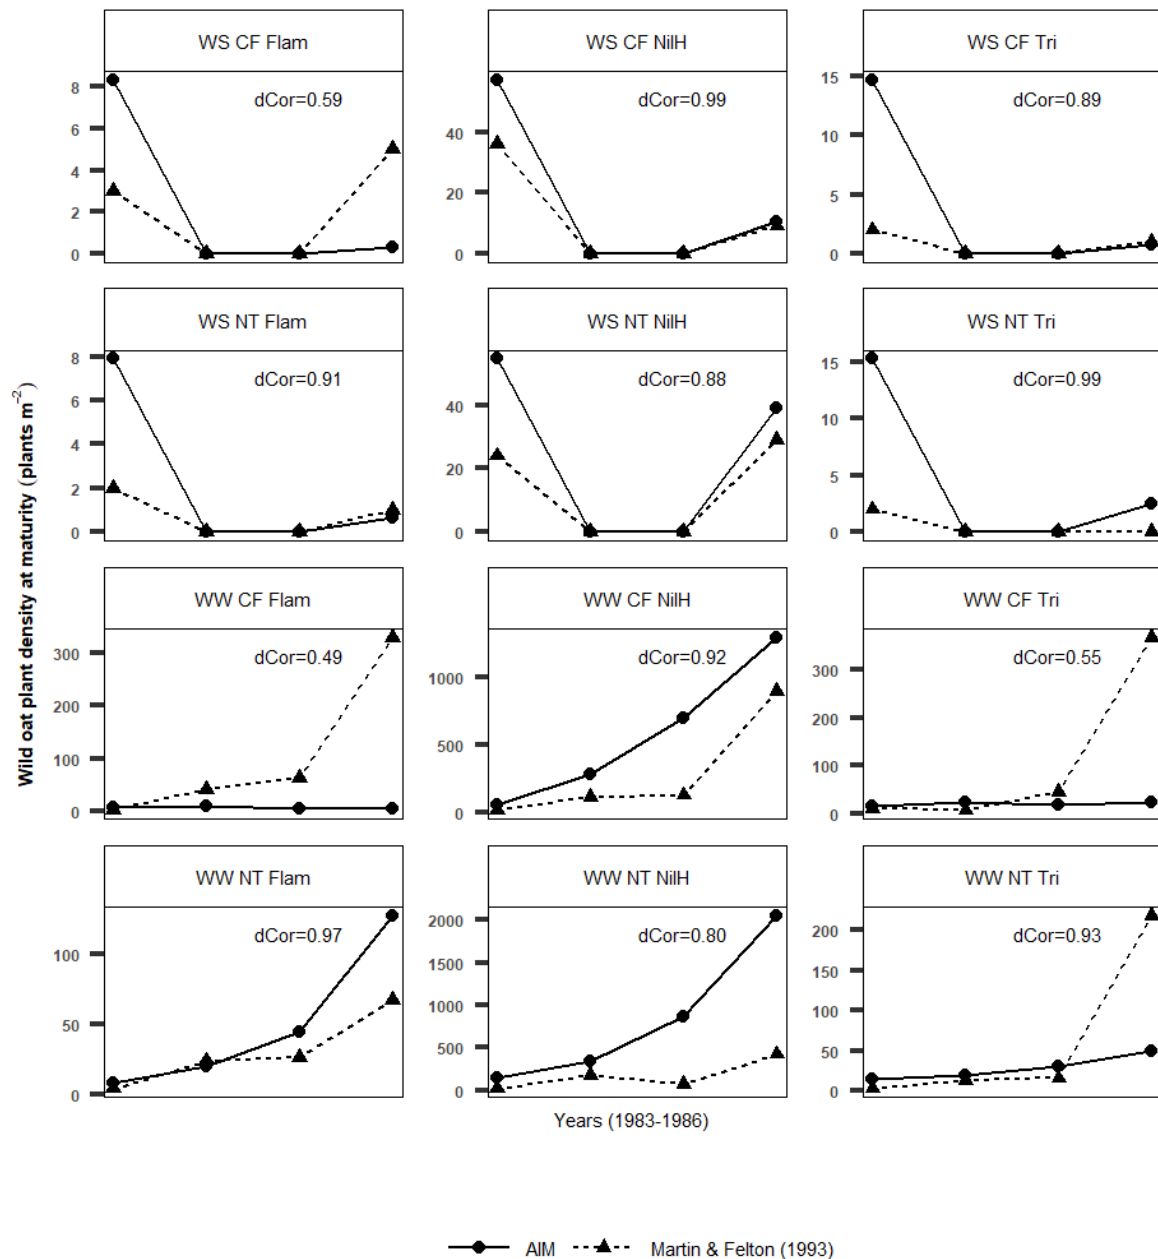 WS CF Flam
WS CF NilH
WS CF Tri
8
6
4
2
0
dCor=0.59
40
20
0
dCor=0.99
15
10
5
0
dCor=0.89
WS NT Flam
WS NT NilH
WS NT Tri
8
6
4
2
0
dCor=0.91
40
20
0
dCor=0.88
15
10
5
0
dCor=0.99
Wild oat plant density at maturity (plants m⁻²)
WW CF Flam
WW CF NilH
WW CF Tri
300
200
100
0
dCor=0.49
1000
500
0
dCor=0.92
300
200
100
0
dCor=0.55
WW NT Flam
WW NT NilH
WW NT Tri
100
50
0
dCor=0.97
2000
1500
1000
500
0
dCor=0.80
200
150
100
50
0
dCor=0.93
Years (1983-1986)
AIM
Martin & Felton (1993)